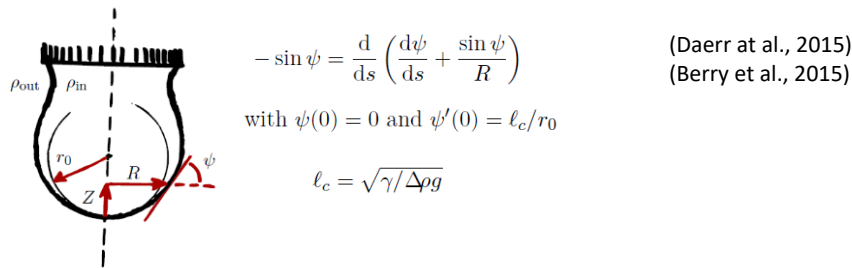 − sin ψ = d/ds (dψ/ds + sin ψ/R)
(Daerr at al., 2015)
(Berry et al., 2015)
ρout ρin
with ψ(0) = 0 and ψ′(0) = ℓc/r0
r0
R
ψ
Z
ℓc = √γ/Δρg